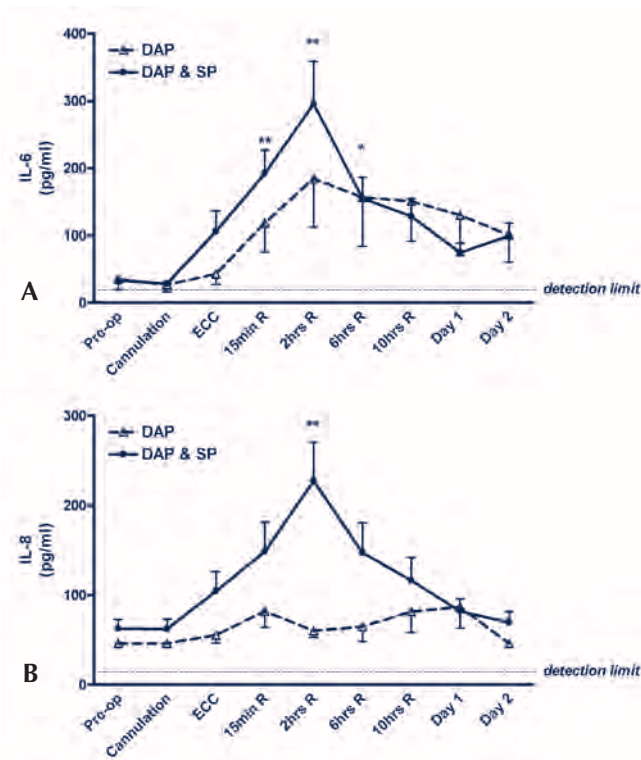 400
300
200
100
0
IL-6
(pg/ml)
DAP
DAP & SP
**
**
*
A
detection limit
Pre-op
Cannulation
ECC
15min R
2hrs R
6hrs R
10hrs R
Day 1
Day 2
300
200
100
0
IL-8
(pg/ml)
DAP
DAP & SP
**
B
detection limit
Pre-op
Cannulation
ECC
15min R
2hrs R
6hrs R
10hrs R
Day 1
Day 2